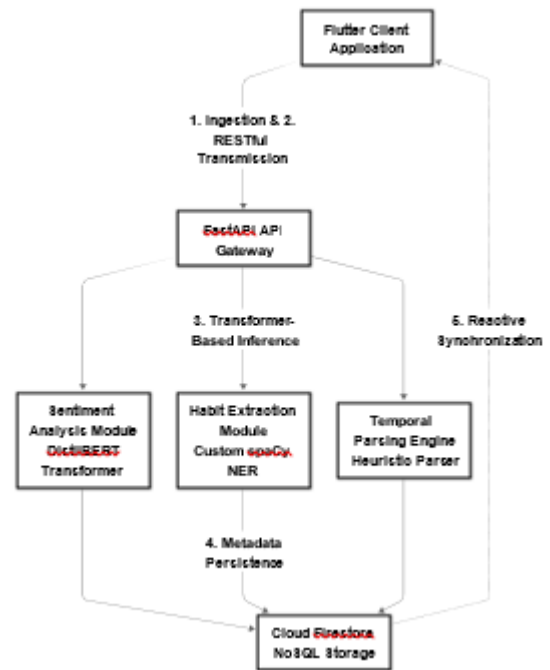 Flutter Client
Application
1. Ingestion & 2.
RESTful
Transmission
FastAPI API
Gateway
3. Transformer-
Based Inference
5. Reactive
Synchronization
Sentiment
Analysis Module
DistilBERT
Transformer
Habit Extraction
Module
Custom spaCy
NER
Temporal
Parsing Engine
Heuristic Parser
4. Metadata
Persistence
Cloud Firestore
NoSQL Storage